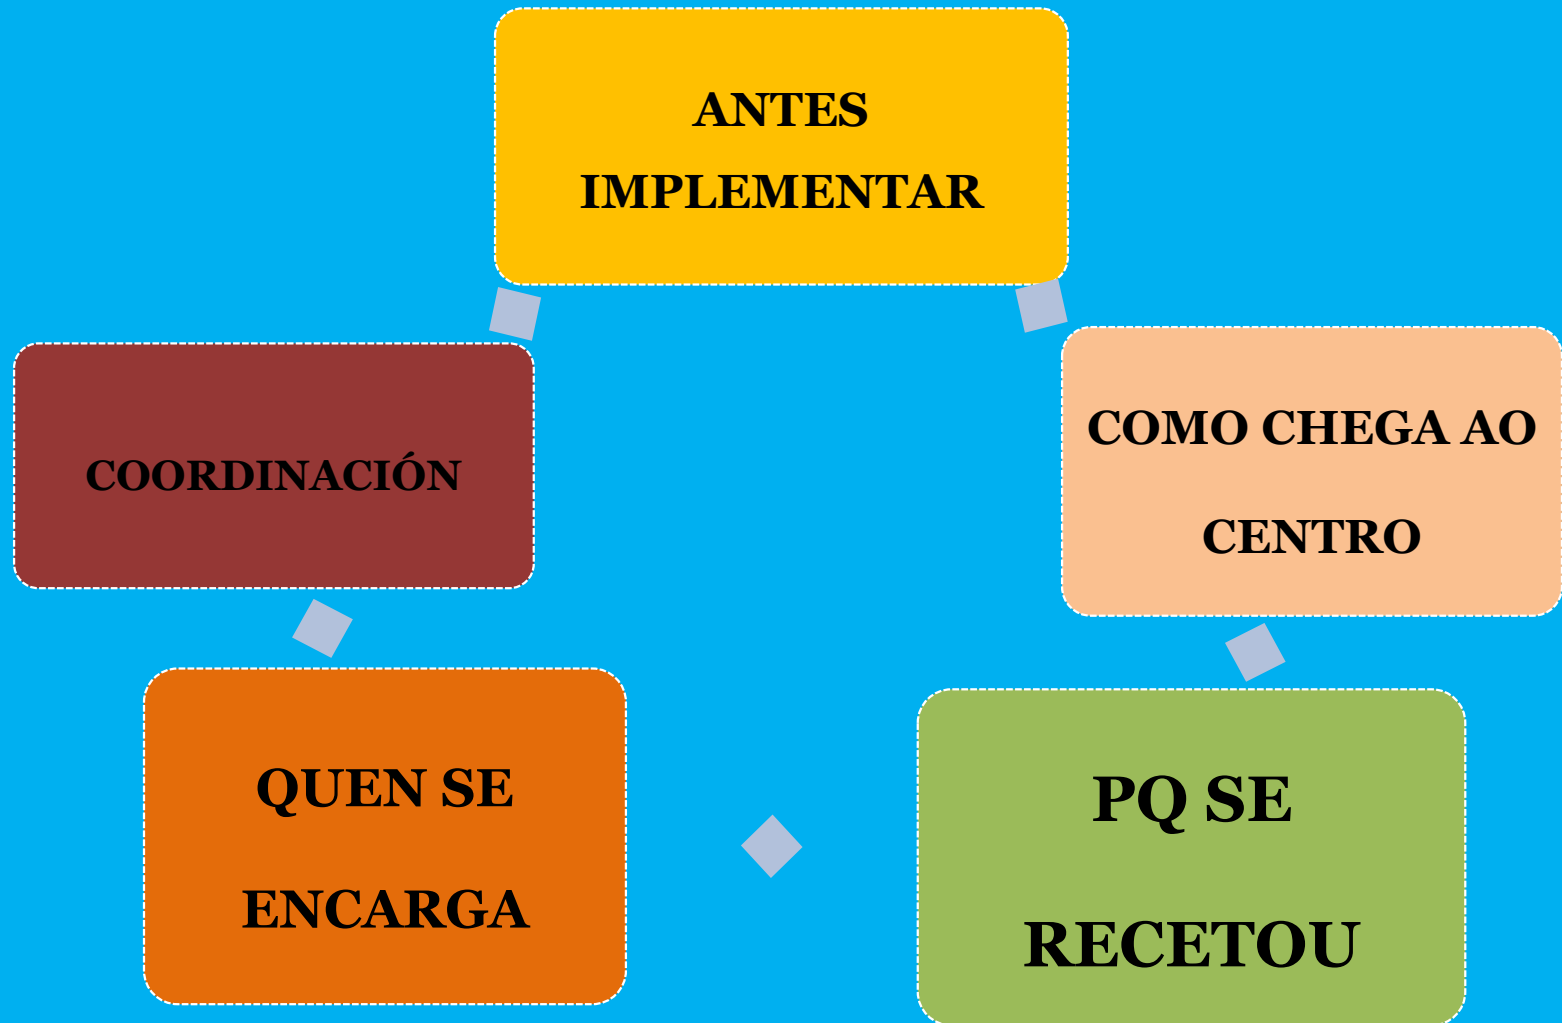 ANTES
IMPLEMENTAR
COORDINACIÓN
COMO CHEGA AO
CENTRO
QUEN SE
ENCARGA
PQ SE
RECETOU